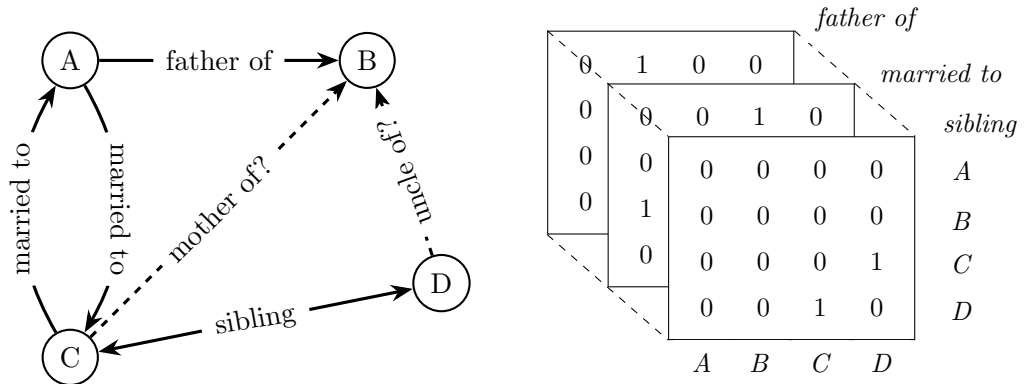 A
father of
B
married to
married to
mother of?
uncle of?
C
sibling
D
father of
married to
sibling
0 1 0 0
0
0
0
0 0 1 0
0
1
0
0 0 0 0 A
0 0 0 0 B
0 0 0 1 C
0 0 1 0 D
A B C D